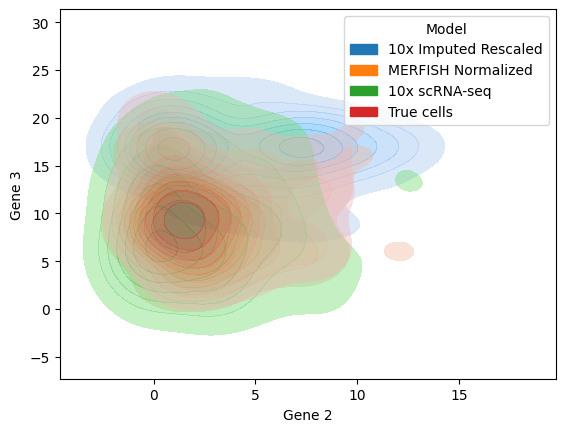 Model
10x Imputed Rescaled
MERFISH Normalized
10x scRNA-seq
True cells
30
25
20
15
10
5
0
−5
Gene 3
0
5
10
15
Gene 2